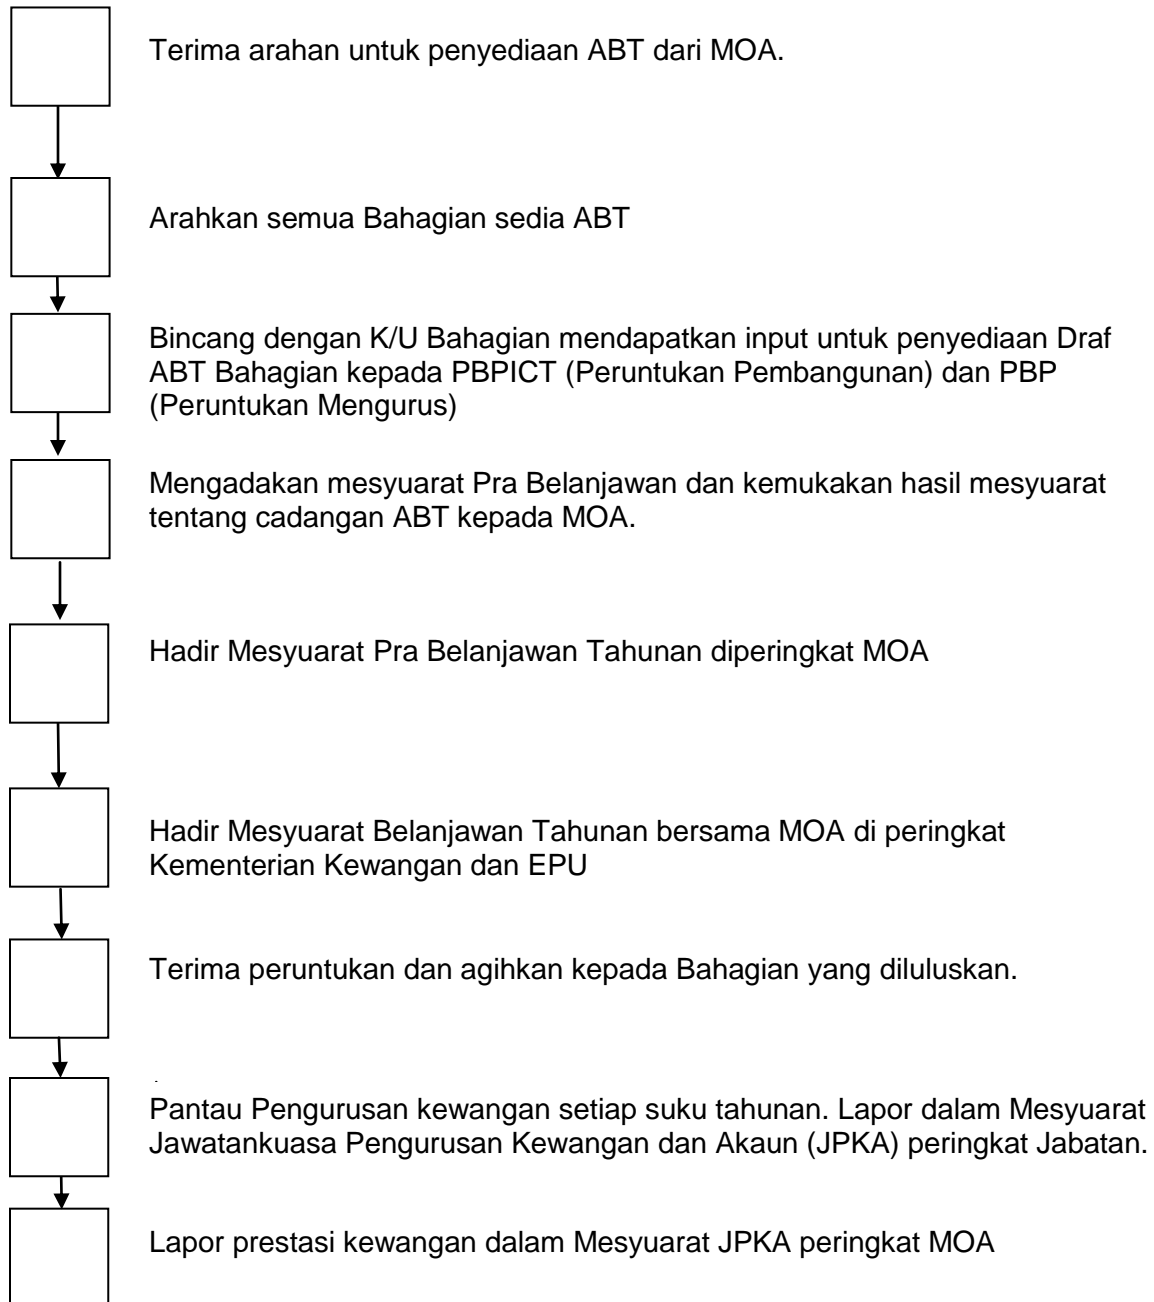 Terima arahan untuk penyediaan ABT dari MOA.
Arahkan semua Bahagian sedia ABT
Bincang dengan K/U Bahagian mendapatkan input untuk penyediaan Draf
ABT Bahagian kepada PBPICT (Peruntukan Pembangunan) dan PBP
(Peruntukan Mengurus)
Mengadakan mesyuarat Pra Belanjawan dan kemukakan hasil mesyuarat
tentang cadangan ABT kepada MOA.
Hadir Mesyuarat Pra Belanjawan Tahunan diperingkat MOA
Hadir Mesyuarat Belanjawan Tahunan bersama MOA di peringkat
Kementerian Kewangan dan EPU
Terima peruntukan dan agihkan kepada Bahagian yang diluluskan.
Pantau Pengurusan kewangan setiap suku tahunan. Lapor dalam Mesyuarat
Jawatankuasa Pengurusan Kewangan dan Akaun (JPKA) peringkat Jabatan.
Lapor prestasi kewangan dalam Mesyuarat JPKA peringkat MOA